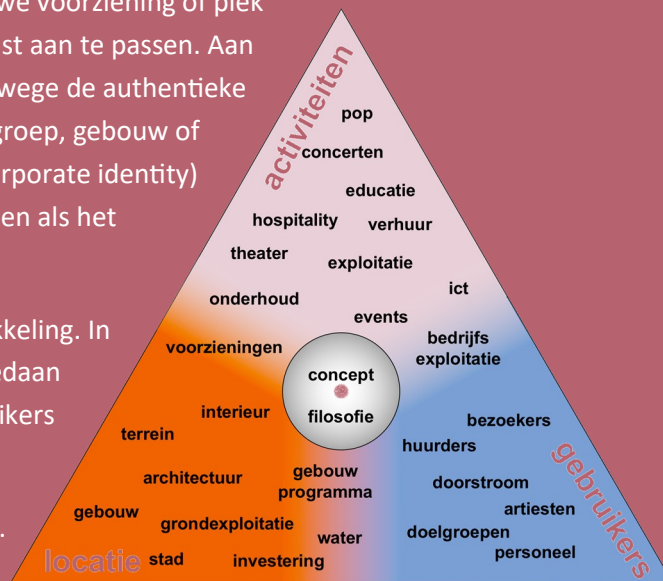 we voorziening of plek
st aan te passen. Aan
wege de authentieke
groep, gebouw of
rporate identity)
en als het
kkeling. In
edaan
ikers
.
activiteiten
pop
concerten
educatie
hospitality verhuur
theater
exploitatie
ict
onderhoud
events
bedrijfs
exploitatie
voorzieningen
concept
filosofie
interieur
terrein
bezoekers
huurders
architectuur
gebouw
programma
doorstroom
gebouw
grondexploitatie
artiesten
water
doelgroepen
personeel
locatie stad
investering
gebruikers